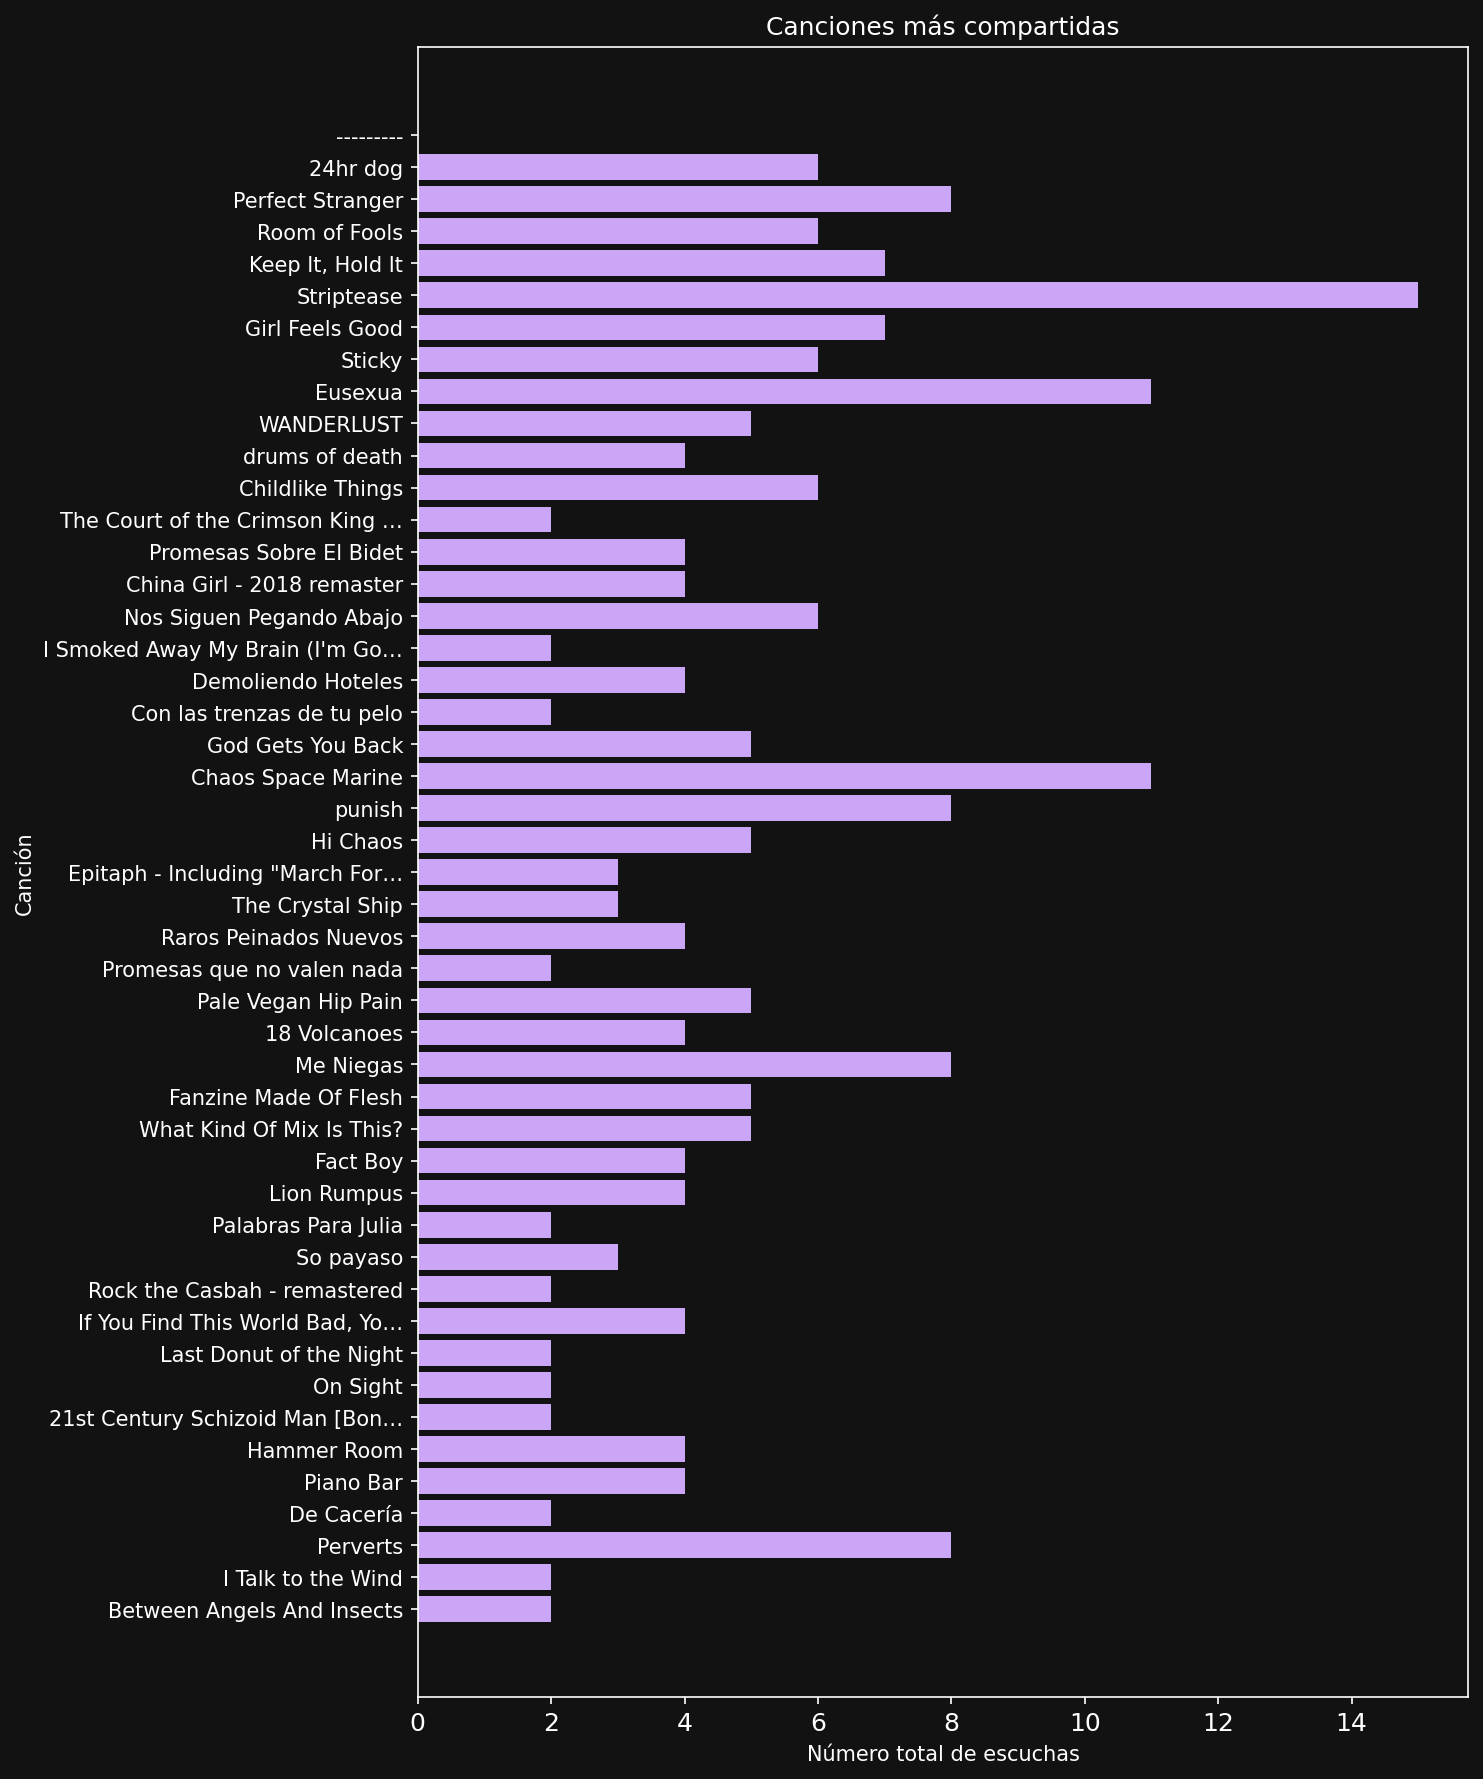 Canciones más compartidas
---------
24hr dog
Perfect Stranger
Room of Fools
Keep It, Hold It
Striptease
Girl Feels Good
Sticky
Eusexua
WANDERLUST
drums of death
Childlike Things
The Court of the Crimson King ...
Promesas Sobre El Bidet
China Girl - 2018 remaster
Nos Siguen Pegando Abajo
I Smoked Away My Brain (I'm Go...
Demoliendo Hoteles
Con las trenzas de tu pelo
God Gets You Back
Chaos Space Marine
punish
Hi Chaos
Epitaph - Including "March For...
The Crystal Ship
Raros Peinados Nuevos
Promesas que no valen nada
Pale Vegan Hip Pain
18 Volcanoes
Me Niegas
Fanzine Made Of Flesh
What Kind Of Mix Is This?
Fact Boy
Lion Rumpus
Palabras Para Julia
So payaso
Rock the Casbah - remastered
If You Find This World Bad, Yo...
Last Donut of the Night
On Sight
21st Century Schizoid Man [Bon...
Hammer Room
Piano Bar
De Cacería
Perverts
I Talk to the Wind
Between Angels And Insects
Canción
0 2 4 6 8 10 12 14
Número total de escuchas